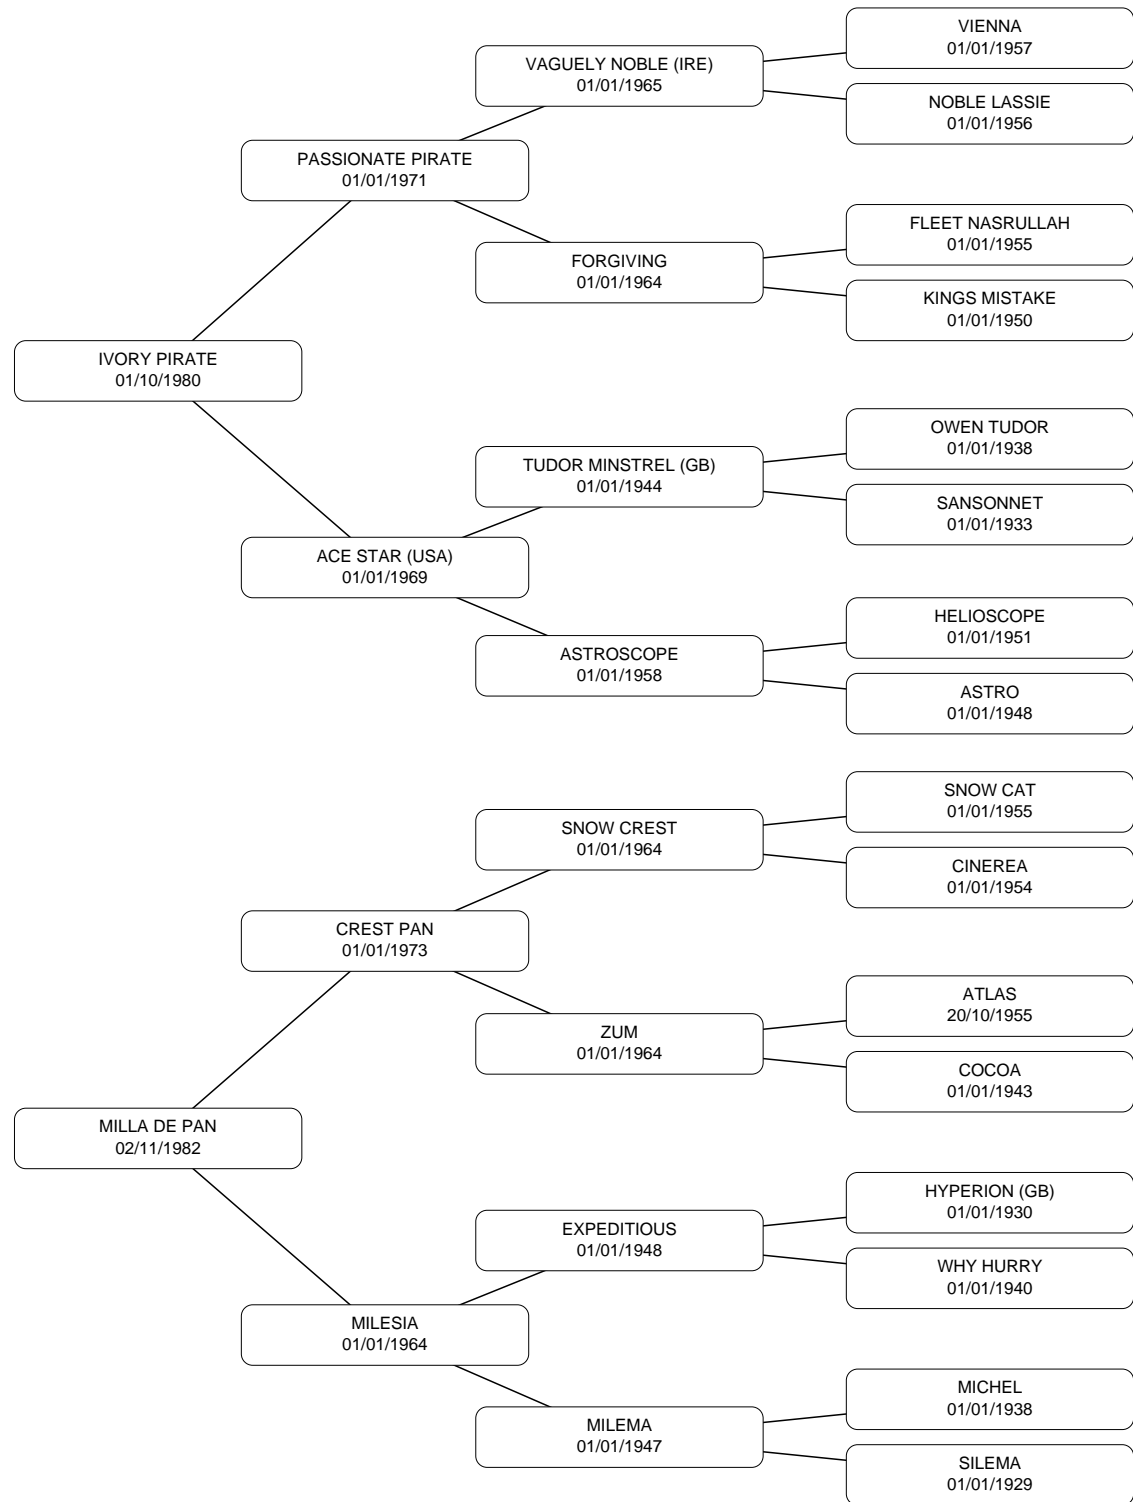 VIENNA
01/01/1957
VAGUELY NOBLE (IRE)
01/01/1965
NOBLE LASSIE
01/01/1956
PASSIONATE PIRATE
01/01/1971
FLEET NASRULLAH
01/01/1955
FORGIVING
01/01/1964
KINGS MISTAKE
01/01/1950
IVORY PIRATE
01/10/1980
OWEN TUDOR
01/01/1938
TUDOR MINSTREL (GB)
01/01/1944
SANSONNET
01/01/1933
ACE STAR (USA)
01/01/1969
HELIOSCOPE
01/01/1951
ASTROSCOPE
01/01/1958
ASTRO
01/01/1948
SNOW CAT
01/01/1955
SNOW CREST
01/01/1964
CINEREA
01/01/1954
CREST PAN
01/01/1973
ATLAS
20/10/1955
ZUM
01/01/1964
COCOA
01/01/1943
MILLA DE PAN
02/11/1982
HYPERION (GB)
01/01/1930
EXPEDITIOUS
01/01/1948
WHY HURRY
01/01/1940
MILESIA
01/01/1964
MICHEL
01/01/1938
MILEMA
01/01/1947
SILEMA
01/01/1929